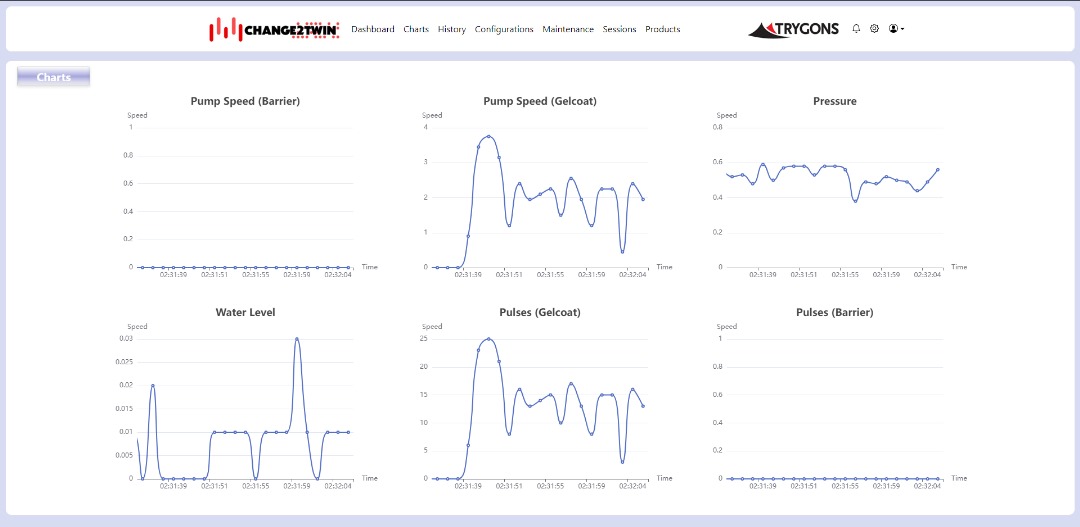 CHANGE2TWIN Dashboard Charts History Configurations Maintenance Sessions Products TRYGONS
Charts
Pump Speed (Barrier)
Speed
1
0.8
0.6
0.4
0.2
0
02:31:39 02:31:51 02:31:55 02:31:59 02:32:04
Time
Pump Speed (Gelcoat)
Speed
4
3
2
1
0
02:31:39 02:31:51 02:31:55 02:31:59 02:32:04
Time
Pressure
Speed
0.8
0.6
0.4
0.2
0
02:31:39 02:31:51 02:31:55 02:31:59 02:32:04
Time
Water Level
Speed
0.03
0.025
0.02
0.015
0.01
0.005
0
02:31:39 02:31:51 02:31:55 02:31:59 02:32:04
Time
Pulses (Gelcoat)
Speed
25
20
15
10
5
0
02:31:39 02:31:51 02:31:55 02:31:59 02:32:04
Time
Pulses (Barrier)
Speed
1
0.8
0.6
0.4
0.2
0
02:31:39 02:31:51 02:31:55 02:31:59 02:32:04
Time